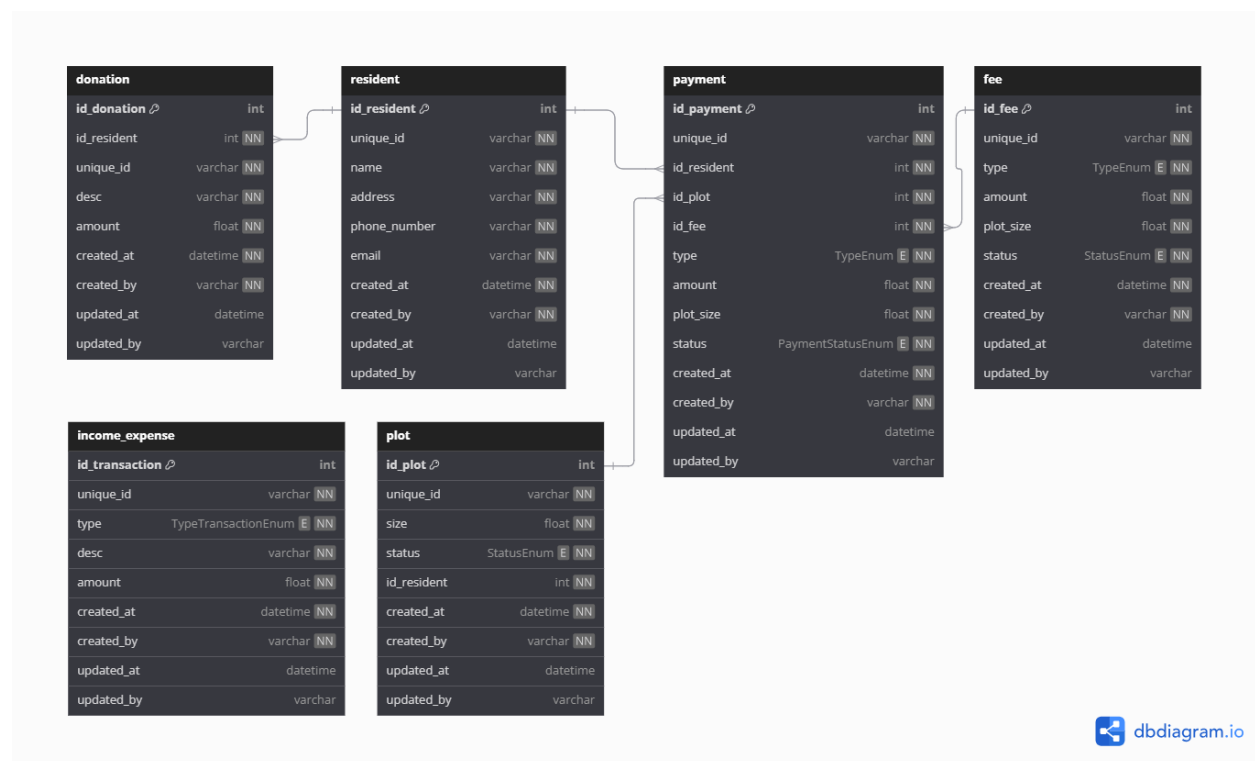 donation
id_donation int
id_resident int NN
unique_id varchar NN
desc varchar NN
amount float NN
created_at datetime NN
created_by varchar NN
updated_at datetime
updated_by varchar
resident
id_resident int
unique_id varchar NN
name varchar NN
address varchar NN
phone_number varchar NN
email varchar NN
created_at datetime NN
created_by varchar NN
updated_at datetime
updated_by varchar
payment
id_payment int
unique_id varchar NN
id_resident int NN
id_plot int NN
id_fee int NN
type TypeEnum E NN
amount float NN
plot_size float NN
status PaymentStatusEnum E NN
created_at datetime NN
created_by varchar NN
updated_at datetime
updated_by varchar
fee
id_fee int
unique_id varchar NN
type TypeEnum E NN
amount float NN
plot_size float NN
status StatusEnum E NN
created_at datetime NN
created_by varchar NN
updated_at datetime
updated_by varchar
income_expense
id_transaction int
unique_id varchar NN
type TypeTransactionEnum E NN
desc varchar NN
amount float NN
created_at datetime NN
created_by varchar NN
updated_at datetime
updated_by varchar
plot
id_plot int
unique_id varchar NN
size float NN
status StatusEnum E NN
id_resident int NN
created_at datetime NN
created_by varchar NN
updated_at datetime
updated_by varchar
dbdiagram.io